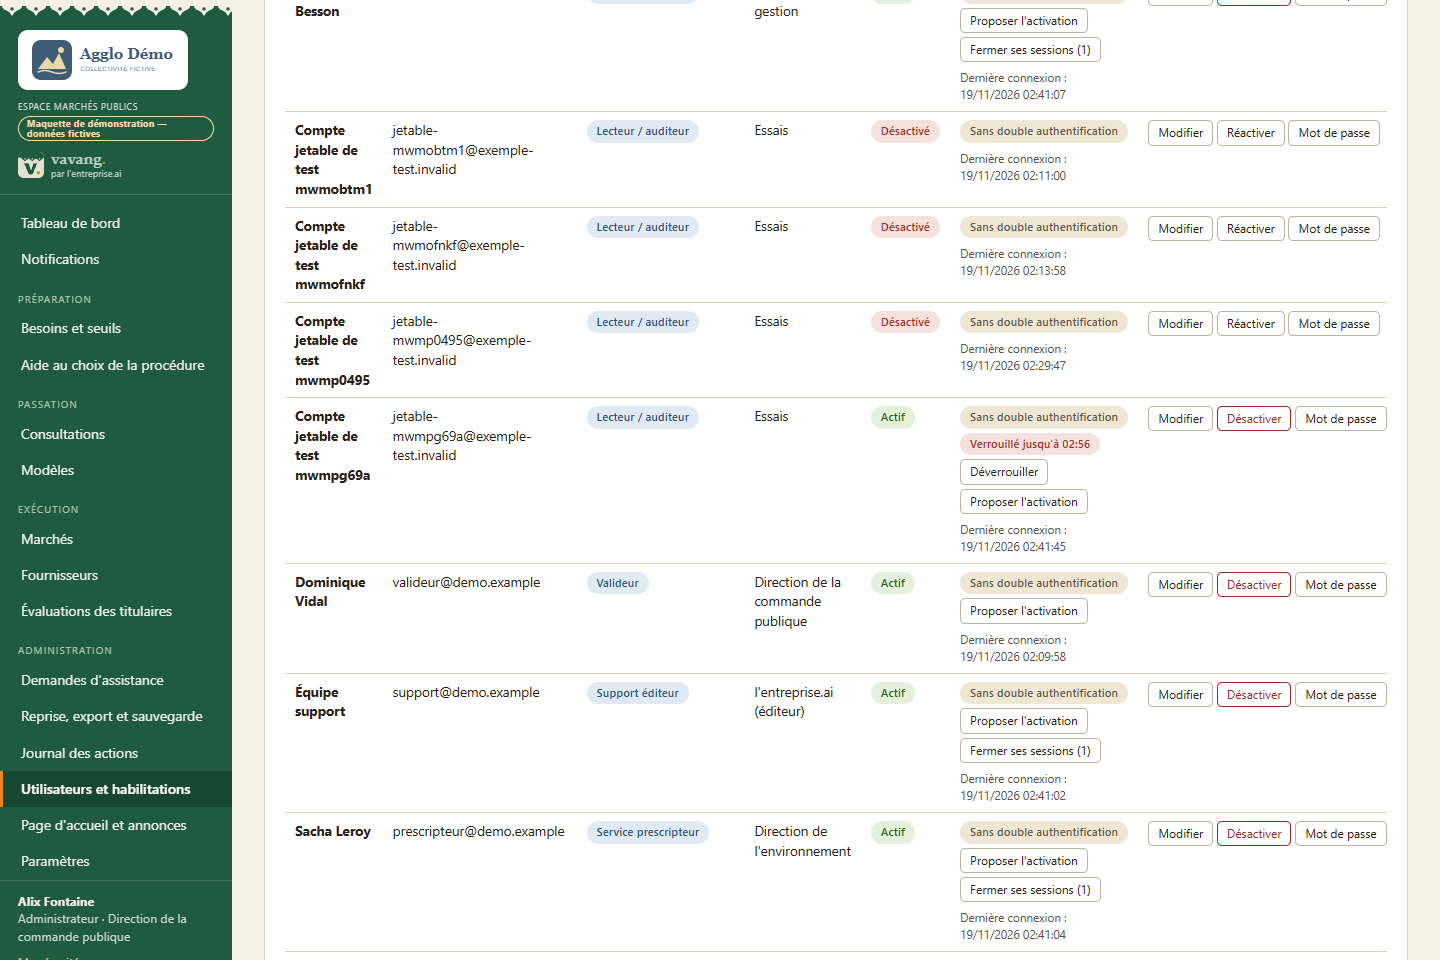 Agglo Démo
COLLECTIVITÉ FICTIVE
ESPACE MARCHÉS PUBLICS
Maquette de démonstration —
données fictives
vavang.
par l'entreprise.ai
Tableau de bord
Notifications
PRÉPARATION
Besoins et seuils
Aide au choix de la procédure
PASSATION
Consultations
Modèles
EXÉCUTION
Marchés
Fournisseurs
Évaluations des titulaires
ADMINISTRATION
Demandes d'assistance
Reprise, export et sauvegarde
Journal des actions
Utilisateurs et habilitations
Page d'accueil et annonces
Paramètres
Alix Fontaine
Administrateur · Direction de la
commande publique
Besson
gestion
Proposer l'activation
Fermer ses sessions (1)
Dernière connexion :
19/11/2026 02:41:07
Compte
jetable de
test
mwmobtm1
jetable-
mwmobtm1@exemple-
test.invalid
Lecteur / auditeur
Essais
Désactivé
Sans double authentification
Dernière connexion :
19/11/2026 02:11:00
Modifier
Réactiver
Mot de passe
Compte
jetable de
test
mwmofnkf
jetable-
mwmofnkf@exemple-
test.invalid
Lecteur / auditeur
Essais
Désactivé
Sans double authentification
Dernière connexion :
19/11/2026 02:13:58
Modifier
Réactiver
Mot de passe
Compte
jetable de
test
mwmp0495
jetable-
mwmp0495@exemple-
test.invalid
Lecteur / auditeur
Essais
Désactivé
Sans double authentification
Dernière connexion :
19/11/2026 02:29:47
Modifier
Réactiver
Mot de passe
Compte
jetable de
test
mwmpg69a
jetable-
mwmpg69a@exemple-
test.invalid
Lecteur / auditeur
Essais
Actif
Sans double authentification
Verrouillé jusqu'à 02:56
Déverrouiller
Proposer l'activation
Dernière connexion :
19/11/2026 02:41:45
Modifier
Désactiver
Mot de passe
Dominique
Vidal
valideur@demo.example
Valideur
Direction de la
commande
publique
Actif
Sans double authentification
Proposer l'activation
Dernière connexion :
19/11/2026 02:09:58
Modifier
Désactiver
Mot de passe
Équipe
support
support@demo.example
Support éditeur
l'entreprise.ai
(éditeur)
Actif
Sans double authentification
Proposer l'activation
Fermer ses sessions (1)
Dernière connexion :
19/11/2026 02:41:02
Modifier
Désactiver
Mot de passe
Sacha Leroy
prescripteur@demo.example
Service prescripteur
Direction de
l'environnement
Actif
Sans double authentification
Proposer l'activation
Fermer ses sessions (1)
Dernière connexion :
19/11/2026 02:41:04
Modifier
Désactiver
Mot de passe